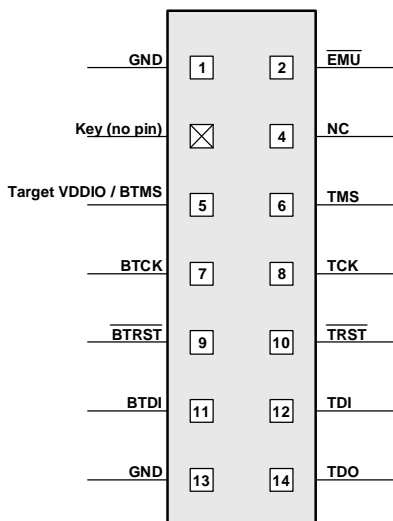 GND 1 2 EMU
Key (no pin) 4 NC
Target VDDIO / BTMS 5 6 TMS
BTCK 7 8 TCK
BTRST 9 10 TRST
BTDI 11 12 TDI
GND 13 14 TDO